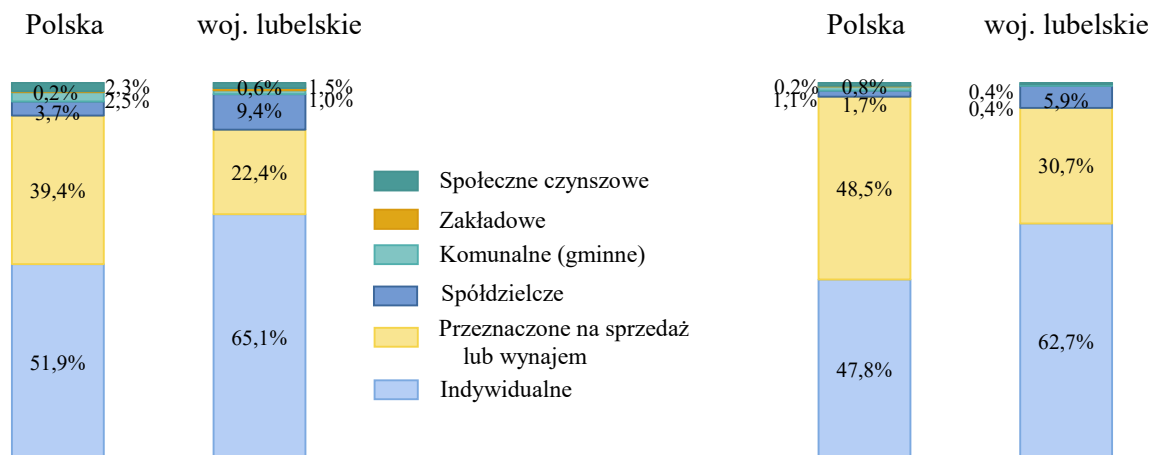 Polska woj. lubelskie Polska woj. lubelskie
0,2% 2,3% 0,6% 1,5% 0,2% 0,8%
2,5% 1,0% 1,1% 0,4%
3,7% 9,4% 1,7% 5,9%
0,4%
39,4% 22,4% 48,5% 30,7%
Społeczne czynszowe
Zakładowe
Komunalne (gminne)
Spółdzielcze
Przeznaczone na sprzedaż
lub wynajem
51,9% 65,1% 47,8% 62,7%
Indywidualne